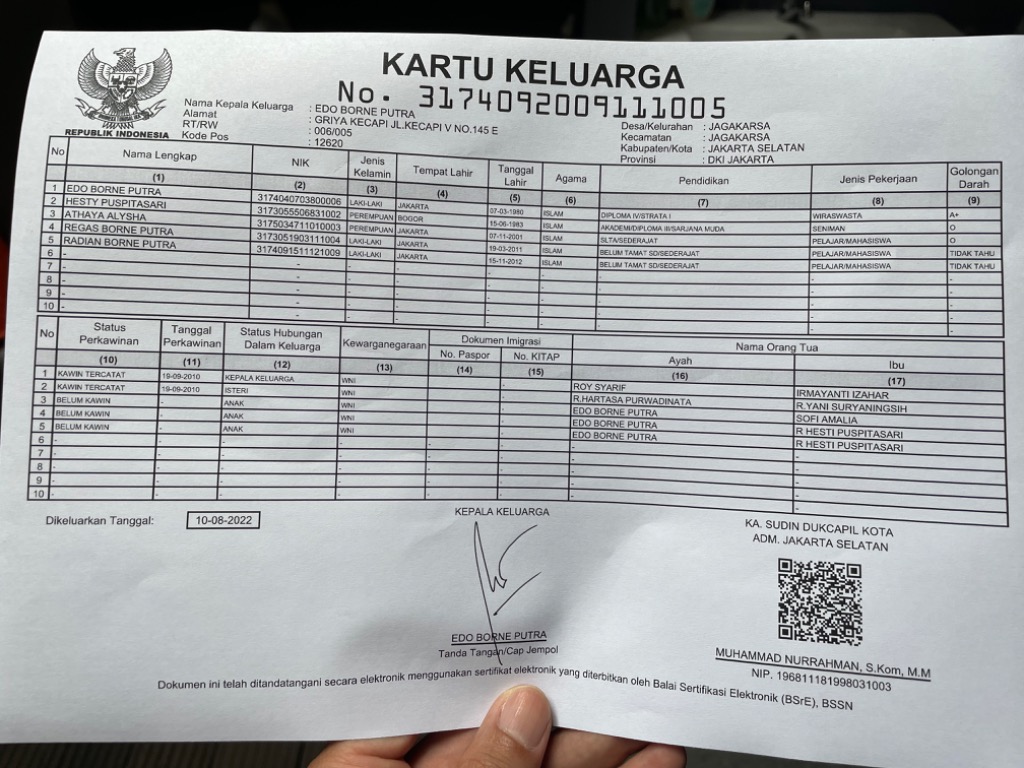 KARTU KELUARGA
No. 3174092009111005
REPUBLIK INDONESIA
Nama Kepala Keluarga : EDO BORNE PUTRA
Alamat : GRIYA KECAPI JL.KECAPI V NO.145 E
RT/RW : 006/005
Kode Pos : 12620
Desa/Kelurahan : JAGAKARSA
Kecamatan : JAGAKARSA
Kabupaten/Kota : JAKARTA SELATAN
Provinsi : DKI JAKARTA
No Nama Lengkap NIK Jenis Kelamin Tempat Lahir Tanggal Lahir Agama Pendidikan Jenis Pekerjaan Golongan Darah
(1) (2) (3) (4) (5) (6) (7) (8) (9)
1 EDO BORNE PUTRA 3174040703800006 LAKI-LAKI JAKARTA 07-03-1980 ISLAM DIPLOMA IV/STRATA I WIRASWASTA A+
2 HESTY PUSPITASARI 3173055506831002 PEREMPUAN BOGOR 15-06-1983 ISLAM AKADEMI/DIPLOMA III/SARJANA MUDA SENIMAN O
3 ATHAYA ALYSHA 3175034711010003 PEREMPUAN JAKARTA 07-11-2001 ISLAM SLTA/SEDERAJAT PELAJAR/MAHASISWA O
4 REGAS BORNE PUTRA 3173051903111004 LAKI-LAKI JAKARTA 19-03-2011 ISLAM BELUM TAMAT SD/SEDERAJAT PELAJAR/MAHASISWA TIDAK TAHU
5 RADIAN BORNE PUTRA 3174091511121009 LAKI-LAKI JAKARTA 15-11-2012 ISLAM BELUM TAMAT SD/SEDERAJAT PELAJAR/MAHASISWA TIDAK TAHU
6 -
7 -
8 -
9 -
10 -
No Status Perkawinan Tanggal Perkawinan Status Hubungan Dalam Keluarga Kewarganegaraan Dokumen Imigrasi Nama Orang Tua
No. Paspor No. KITAP Ayah Ibu
(10) (11) (12) (13) (14) (15) (16) (17)
1 KAWIN TERCATAT 19-09-2010 KEPALA KELUARGA WNI - ROY SYARIF IRMAYANTI IZAHAR
2 KAWIN TERCATAT 19-09-2010 ISTERI WNI - R.HARTASA PURWADINATA R.YANI SURYANINGSIH
3 BELUM KAWIN ANAK WNI - EDO BORNE PUTRA SOFI AMALIA
4 BELUM KAWIN ANAK WNI - EDO BORNE PUTRA R HESTI PUSPITASARI
5 BELUM KAWIN ANAK WNI - EDO BORNE PUTRA R HESTI PUSPITASARI
6 -
7 -
8 -
9 -
10 -
Dikeluarkan Tanggal: 10-08-2022
KEPALA KELUARGA
EDO BORNE PUTRA
Tanda Tangan/Cap Jempol
KA. SUDIN DUKCAPIL KOTA
ADM. JAKARTA SELATAN
MUHAMMAD NURRAHMAN, S.Kom, M.M
NIP. 196811181998031003
Dokumen ini telah ditandatangani secara elektronik menggunakan sertifikat elektronik yang diterbitkan oleh Balai Sertifikasi Elektronik (BSrE), BSSN